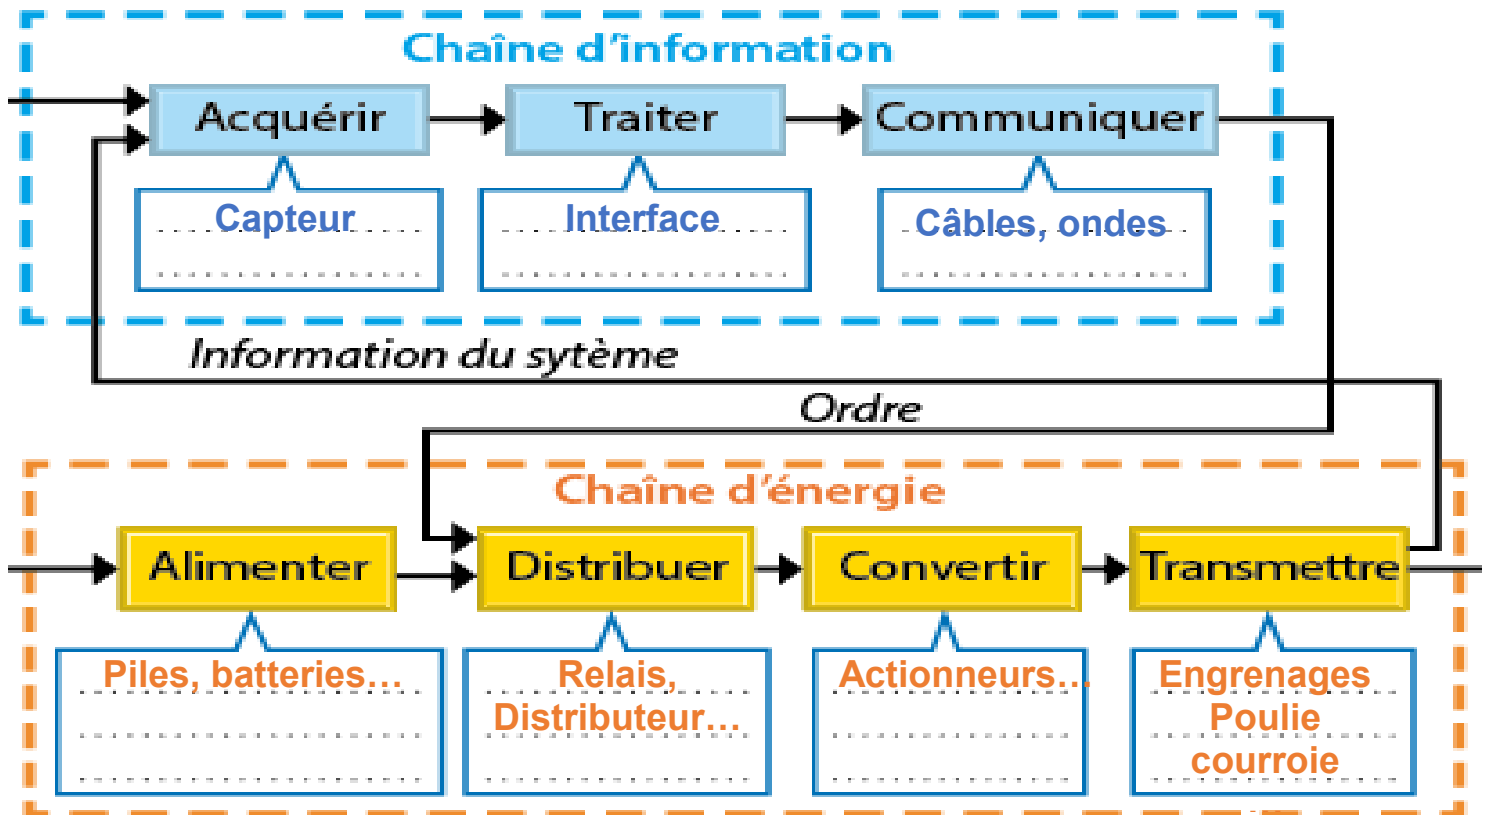 Chaîne d'information
Acquérir
Traiter
Communiquer
Capteur
Interface
Câbles, ondes
Information du sytème
Ordre
Chaîne d'énergie
Alimenter
Distribuer
Convertir
Transmettre
Piles, batteries…
Relais,
Distributeur…
Actionneurs…
Engrenages
Poulie
courroie